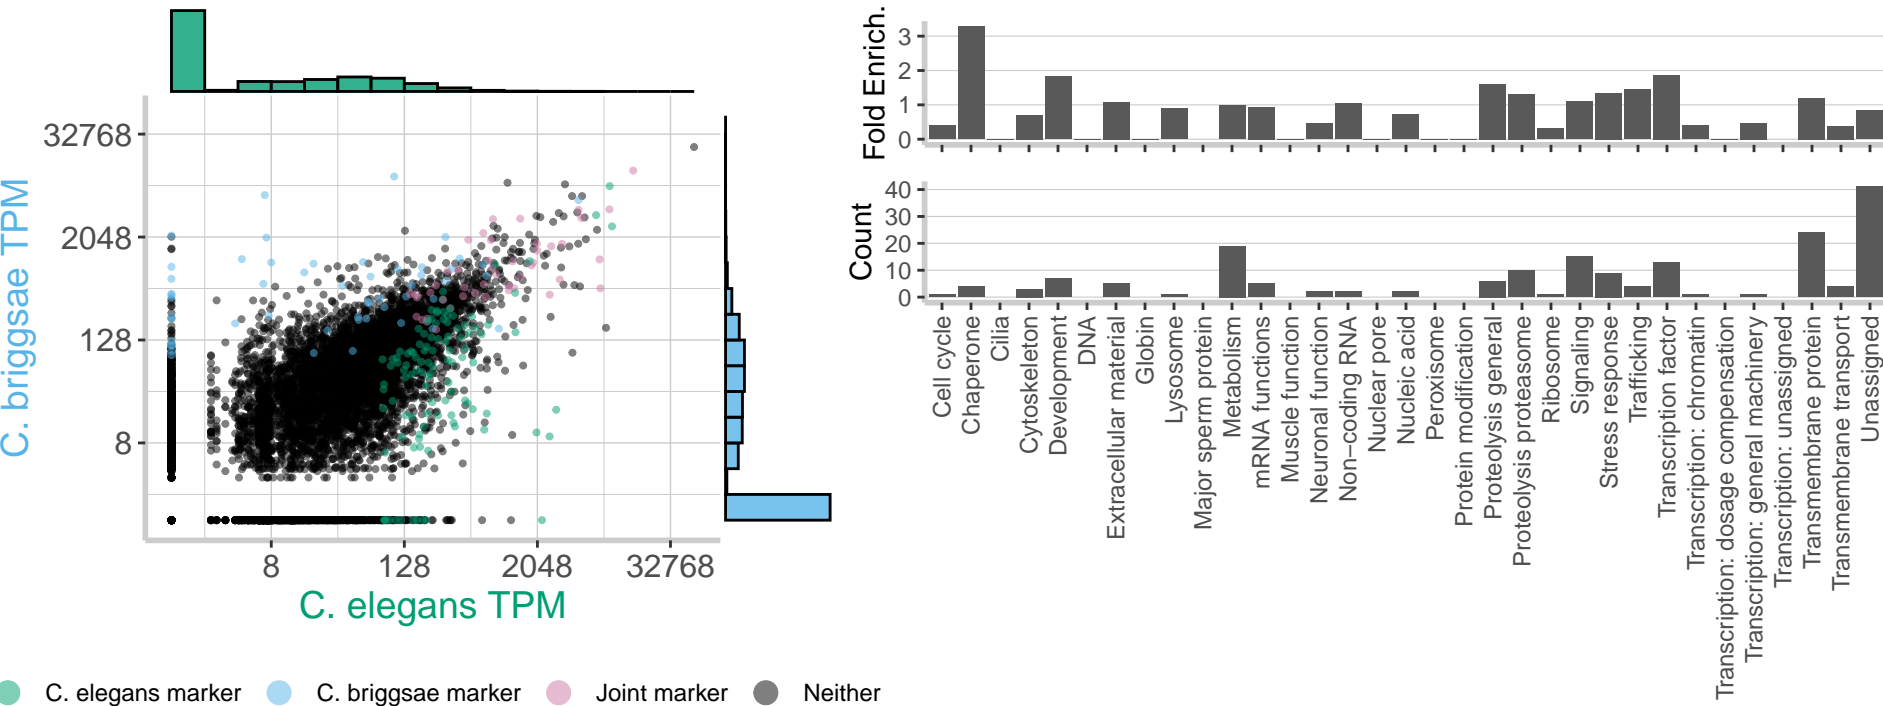 32768
2048
128
8
C. briggsae TPM
8
128
2048
32768
C. elegans TPM
C. elegans marker
C. briggsae marker
Joint marker
Neither
Fold Enrich.
3
2
1
0
Count
40
30
20
10
0
Cell cycle
Chaperone
Cilia
Cytoskeleton
Development
DNA
Extracellular material
Globin
Lysosome
Major sperm protein
Metabolism
mRNA functions
Muscle function
Neuronal function
Non−coding RNA
Nuclear pore
Nucleic acid
Peroxisome
Protein modification
Proteolysis general
Proteolysis proteasome
Ribosome
Signaling
Stress response
Trafficking
Transcription factor
Transcription: chromatin
Transcription: dosage compensation
Transcription: general machinery
Transcription: unassigned
Transmembrane protein
Transmembrane transport
Unassigned